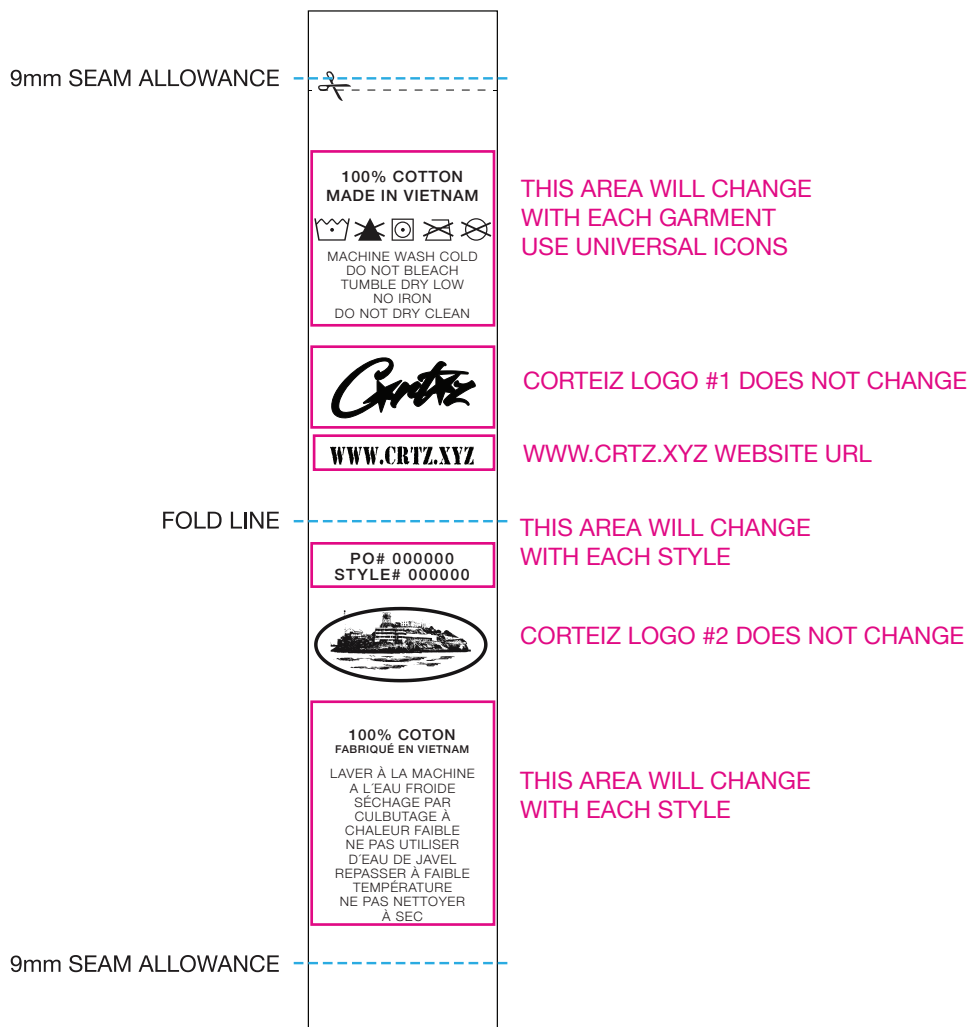 9mm SEAM ALLOWANCE
100% COTTON
MADE IN VIETNAM
MACHINE WASH COLD
DO NOT BLEACH
TUMBLE DRY LOW
NO IRON
DO NOT DRY CLEAN
THIS AREA WILL CHANGE
WITH EACH GARMENT
USE UNIVERSAL ICONS
Cartiz
CORTEIZ LOGO #1 DOES NOT CHANGE
WWW.CRTZ.XYZ
WWW.CRTZ.XYZ WEBSITE URL
FOLD LINE
THIS AREA WILL CHANGE
WITH EACH STYLE
PO# 000000
STYLE# 000000
CORTEIZ LOGO #2 DOES NOT CHANGE
100% COTON
FABRIQUÉ EN VIETNAM
LAVER À LA MACHINE
A L'EAU FROIDE
SÉCHAGE PAR
CULBUTAGE À
CHALEUR FAIBLE
NE PAS UTILISER
D'EAU DE JAVEL
REPASSER À FAIBLE
TEMPÉRATURE
NE PAS NETTOYER
À SEC
THIS AREA WILL CHANGE
WITH EACH STYLE
9mm SEAM ALLOWANCE